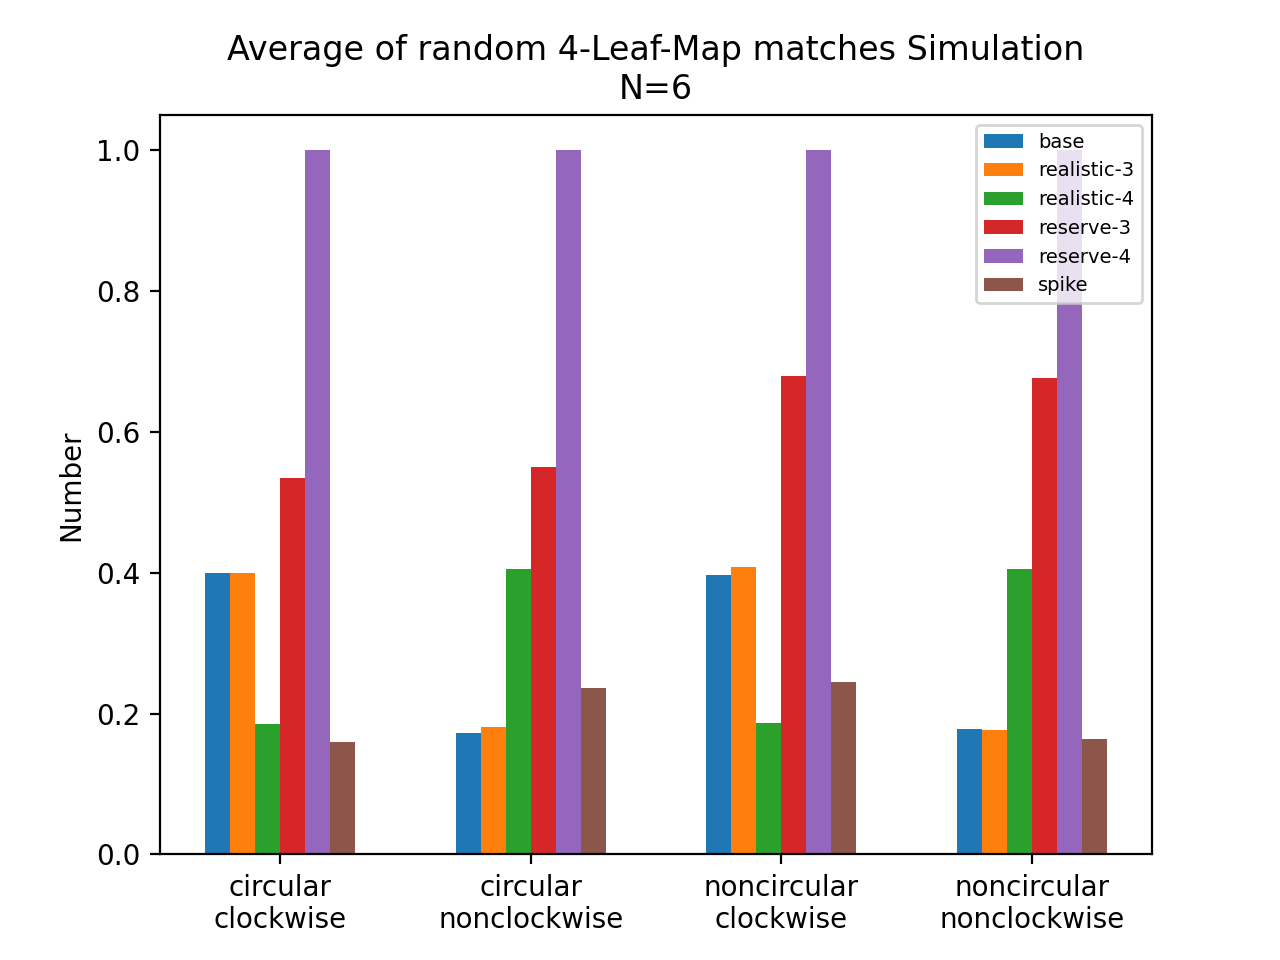 Average of random 4-Leaf-Map matches Simulation
N=6
1.0
0.8
0.6
0.4
0.2
0.0
Number
base
realistic-3
realistic-4
reserve-3
reserve-4
spike
circular
clockwise
circular
nonclockwise
noncircular
clockwise
noncircular
nonclockwise